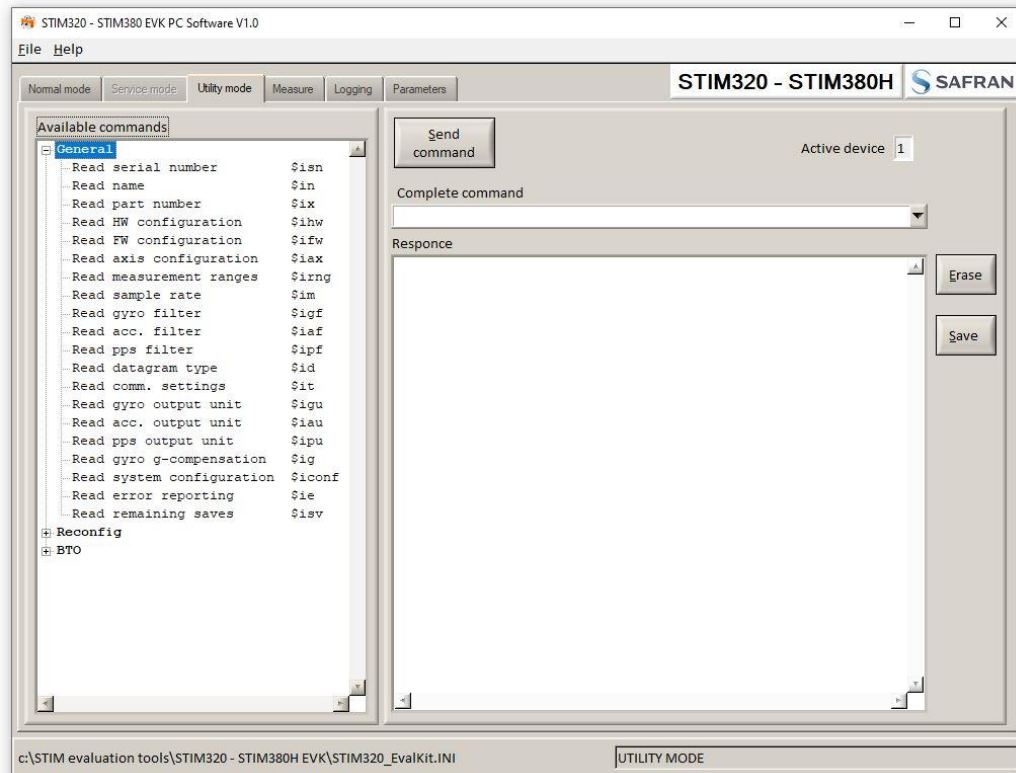 STIM320 - STIM380 EVK PC Software V1.0
File Help
Normal mode Service mode Utility mode Measure Logging Parameters
STIM320 - STIM380H SAFRAN
Available commands
General
Read serial number $isn
Read name $in
Read part number $ix
Read HW configuration $ihw
Read FW configuration $ifw
Read axis configuration $iax
Read measurement ranges $irng
Read sample rate $im
Read gyro filter $igf
Read acc. filter $iaf
Read pps filter $ipf
Read datagram type $id
Read comm. settings $it
Read gyro output unit $igu
Read acc. output unit $iau
Read pps output unit $ipu
Read gyro g-compensation $ig
Read system configuration $iconf
Read error reporting $ie
Read remaining saves $isv
Reconfig
BTO
Send
command
Active device 1
Complete command
Responce
Erase
Save
c:\STIM evaluation tools\STIM320 - STIM380H EVK\STIM320_EvalKit.INI
UTILITY MODE